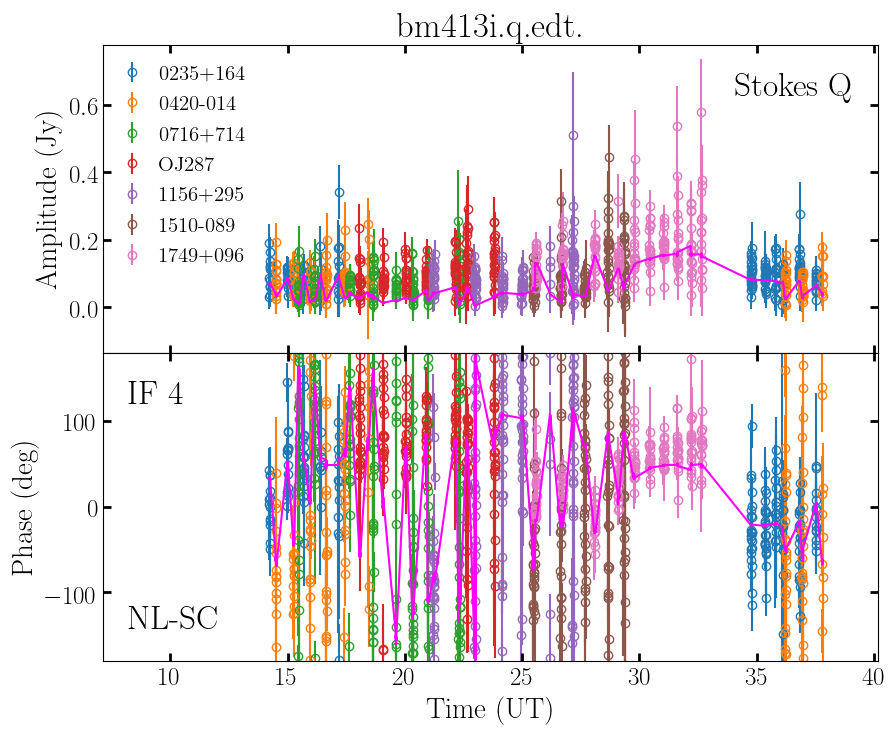 bm413i.q.edt.
Stokes Q
0235+164
0420-014
0716+714
OJ287
1156+295
1510-089
1749+096
Amplitude (Jy)
0.6
0.4
0.2
0.0
IF 4
NL-SC
Phase (deg)
100
0
−100
10 15 20 25 30 35 40
Time (UT)